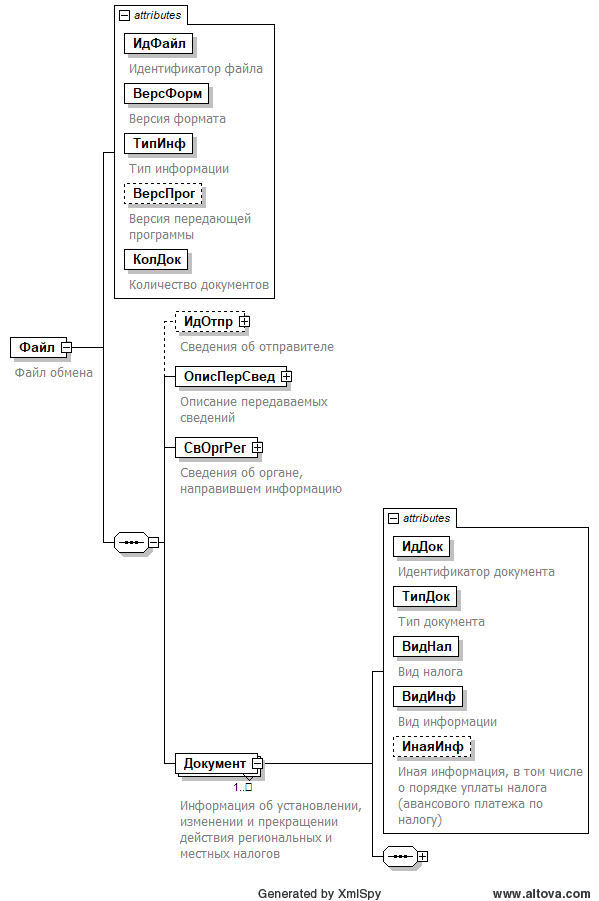 attributes
ИдФайл
Идентификатор файла
ВерсФорм
Версия формата
ТипИнф
Тип информации
ВерсПрог
Версия передающей
программы
КолДок
Количество документов
Файл
Файл обмена
ИдОтпр
Сведения об отправителе
ОписПерСвед
Описание передаваемых
сведений
СвОргРег
Сведения об органе,
направившем информацию
attributes
ИдДок
Идентификатор документа
ТипДок
Тип документа
ВидНал
Вид налога
ВидИнф
Вид информации
ИнаяИнф
Иная информация, в том числе
о порядке уплаты налога
(авансового платежа по
налогу)
Документ
1..□
Информация об установлении,
изменении и прекращении
действия региональных и
местных налогов
Generated by XmlSpy www.altova.com